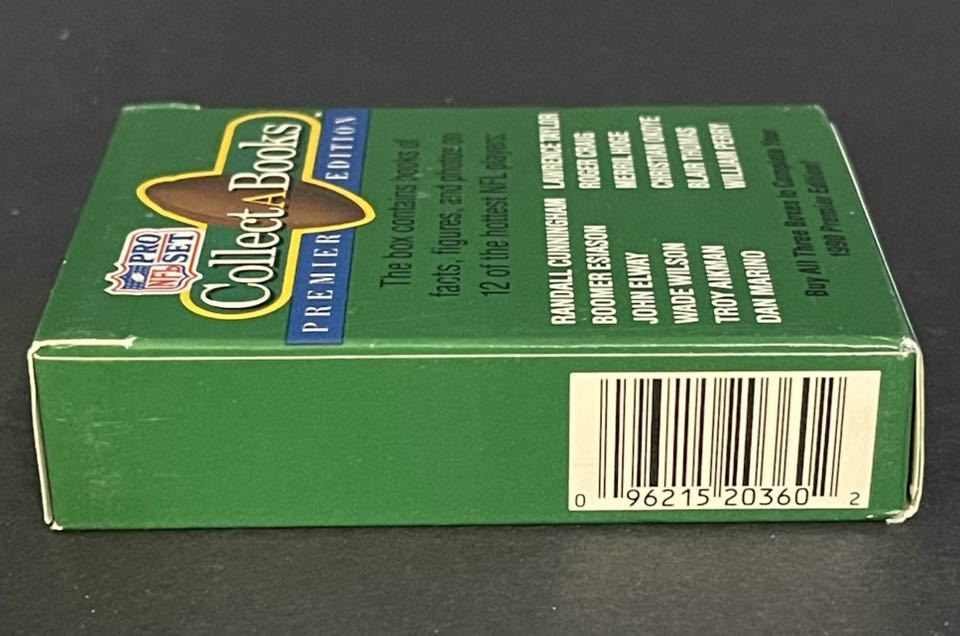 PRO
NFL SET
Collect A Books
PREMIER EDITION
The box contains books of
facts, figures, and photos on
12 of the hottest NFL players.
RANDALL CUNNINGHAM
BOOMER ESIASON
JOHN ELWAY
WADE WILSON
TROY AIKMAN
DAN MARINO
LAWRENCE TAYLOR
ROGER CRAIG
MERRIL HOGE
CHRISTIAN OKOYE
BLAIR THOMAS
WILLIAM PERRY
Buy All Three Boxes to Complete Your
1990 Premier Edition!
0 96215 20360 2